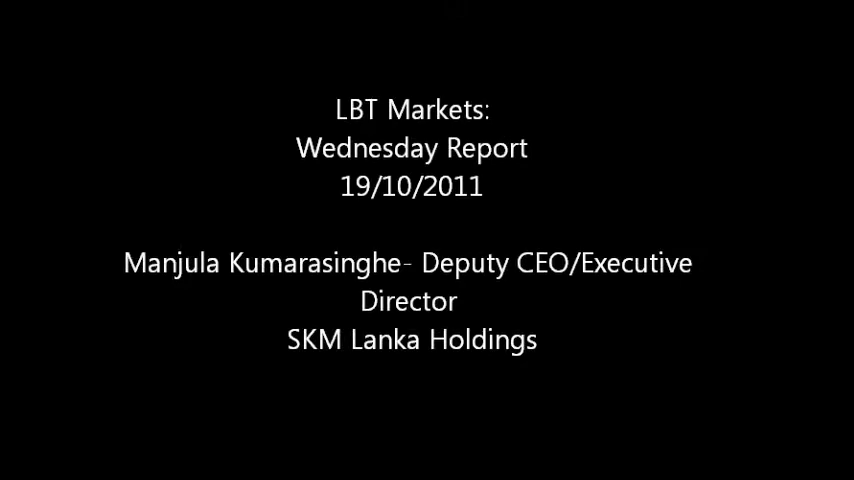 LBT Markets:
Wednesday Report
19/10/2011
Manjula Kumarasinghe- Deputy CEO/Executive
Director
SKM Lanka Holdings